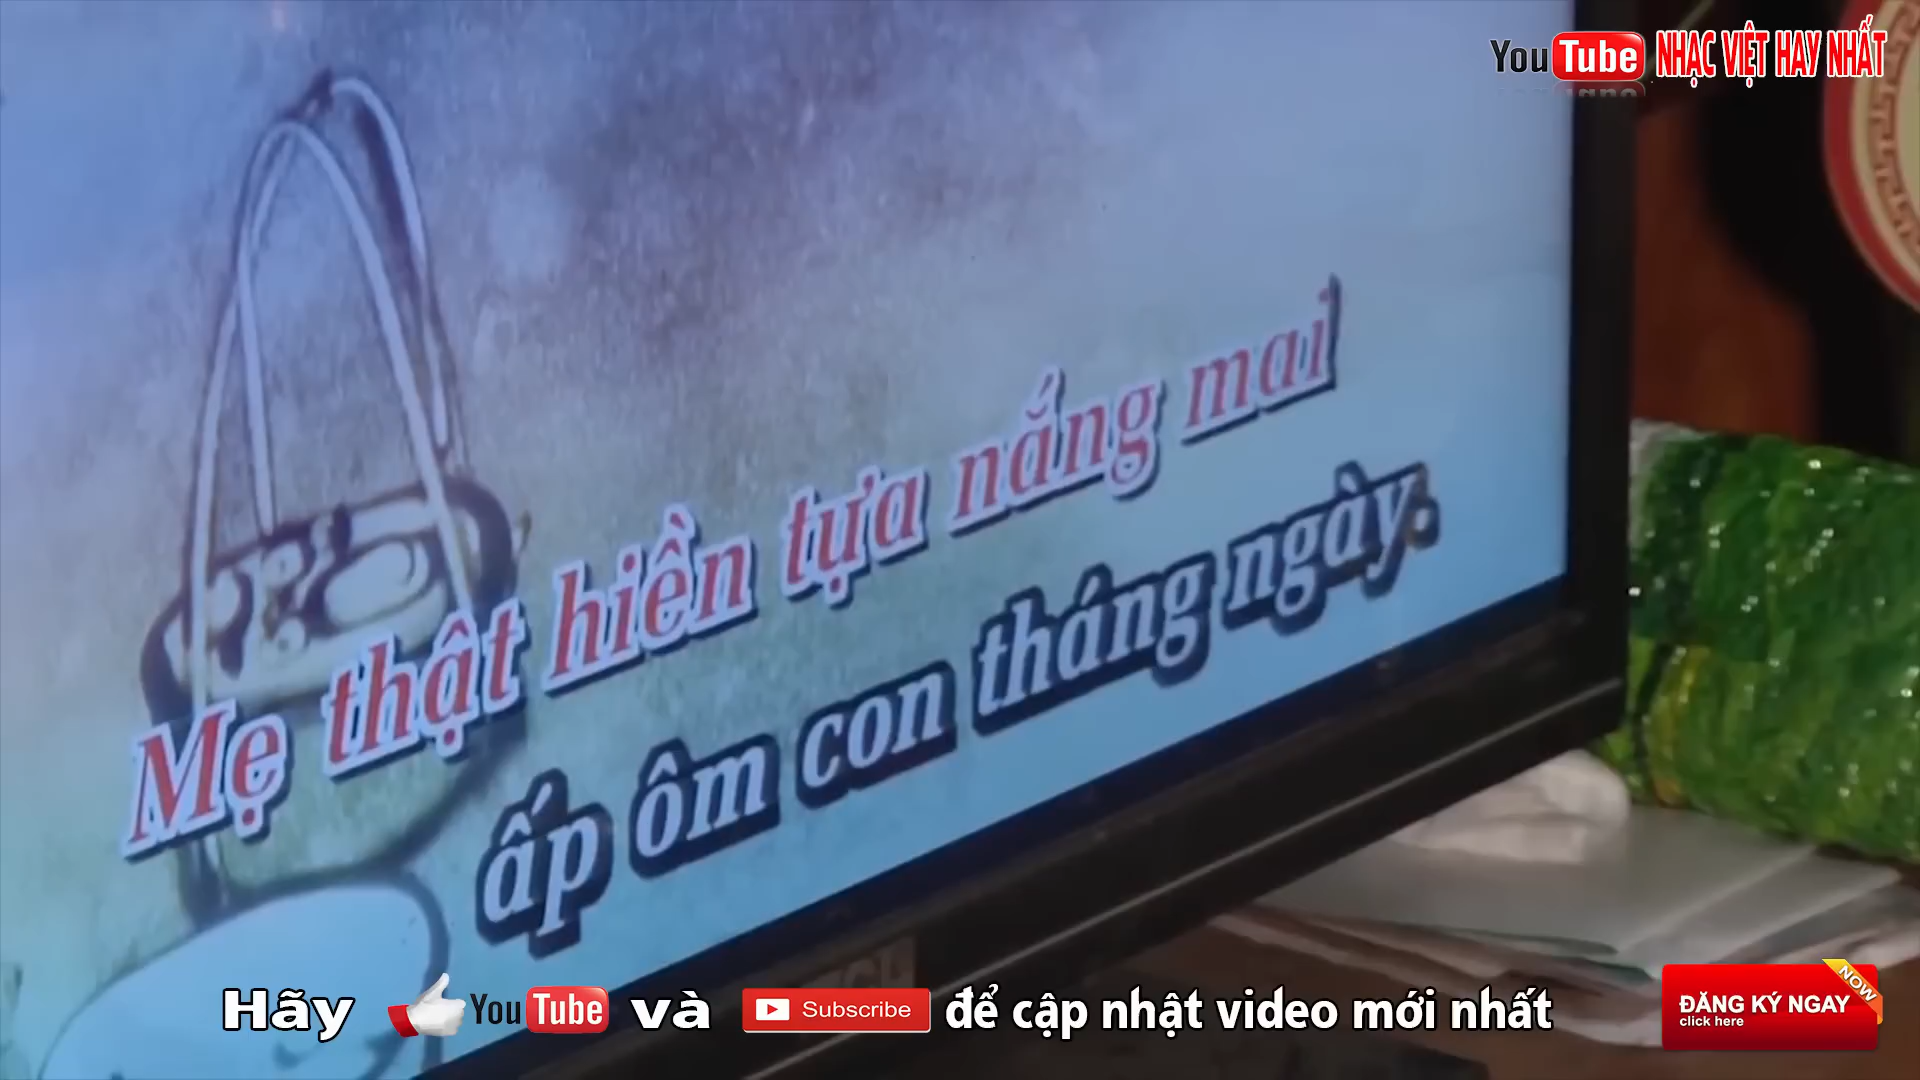 YouTube NHẠC VIỆT HAY NHẤT
Mẹ thật hiền tựa nắng mai
ấp ôm con tháng ngày.
Hãy YouTube và Subscribe để cập nhật video mới nhất
NOW
ĐĂNG KÝ NGAY
click here